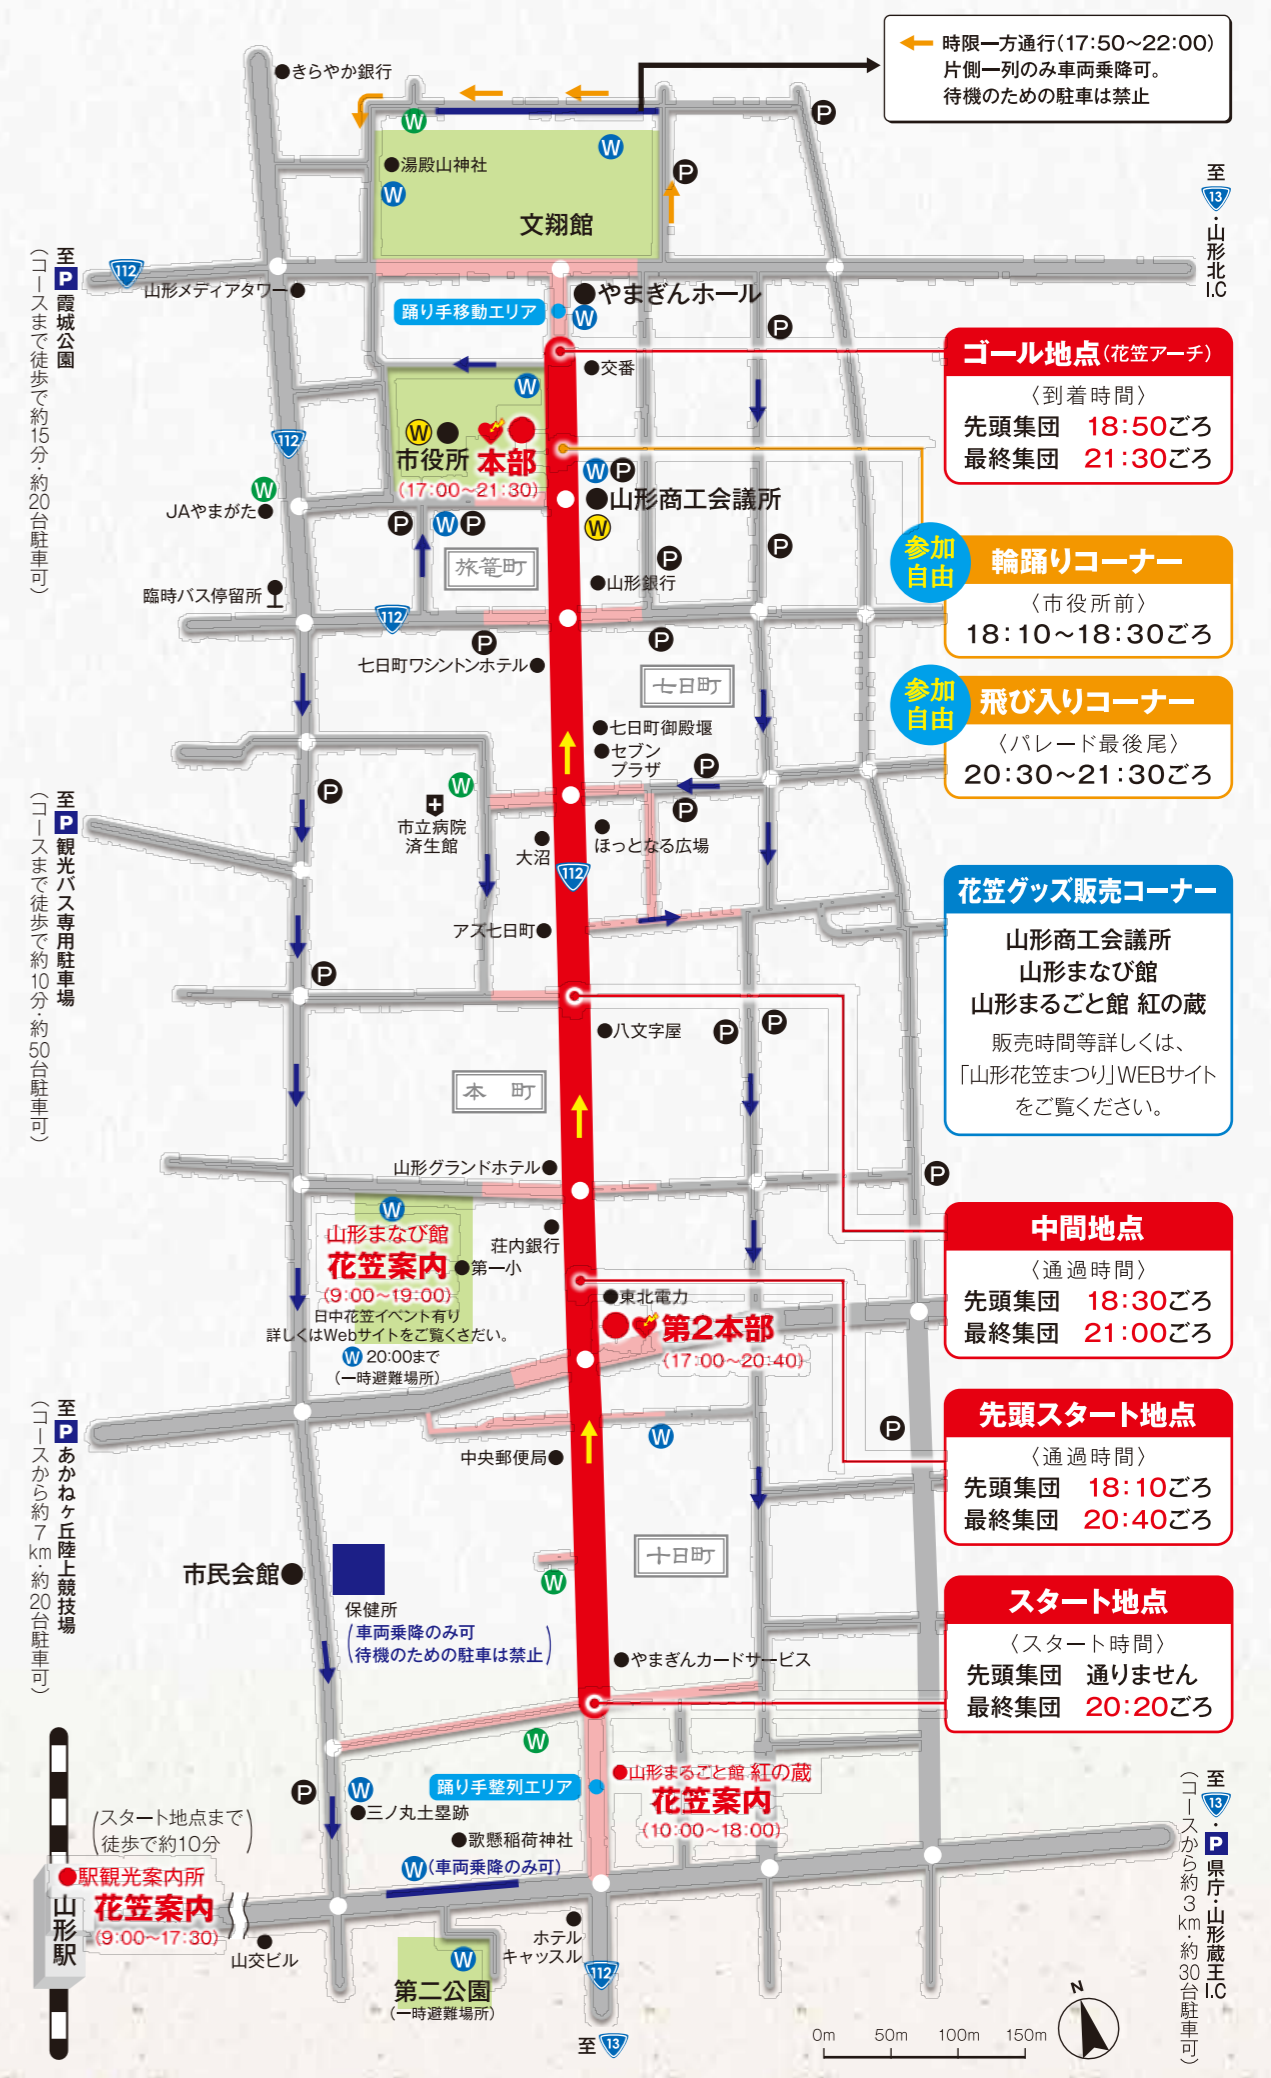 時限一方通行(17:50〜22:00)
片側一列のみ車両乗降可。
待機のための駐車は禁止
●きらやか銀行
P
W
W
●湯殿山神社
W
P
文翔館
至
13
・山形北I.C
112
山形メディアタワー●
至P霞城公園
(コースまで徒歩で約15分・約20台駐車可)
●やまぎんホール
踊り手移動エリア
W
P
●交番
W
ゴール地点(花笠アーチ)
〈到着時間〉
先頭集団 18:50ごろ
最終集団 21:30ごろ
W●
市役所
本部
(17:00〜21:30)
112
W P
●山形商工会議所
W
W
JAやまがた●
P
W P
P
P
旅篭町
●山形銀行
臨時バス停留所
112
P
P
七日町ワシントンホテル●
参加
自由
輪踊りコーナー
〈市役所前〉
18:10〜18:30ごろ
七日町
参加
自由
飛び入りコーナー
〈パレード最後尾〉
20:30〜21:30ごろ
●七日町御殿堰
●セブン
プラザ
P
P
P
W
市立病院
済生館
大沼
ほっとなる広場
112
至P観光バス専用駐車場
(コースまで徒歩で約10分・約50台駐車可)
花笠グッズ販売コーナー
山形商工会議所
山形まなび館
山形まるごと館 紅の蔵
販売時間等詳しくは、
「山形花笠まつり」WEBサイト
をご覧ください。
アズ七日町●
P
●八文字屋
P
P
本 町
山形グランドホテル●
P
W
山形まなび館
花笠案内
(9:00〜19:00)
日中花笠イベント有り
詳しくはWebサイトをご覧くさだい。
W 20:00まで
(一時避難場所)
荘内銀行
●第一小
中間地点
〈通過時間〉
先頭集団 18:30ごろ
最終集団 21:00ごろ
●東北電力
第2本部
(17:00〜20:40)
先頭スタート地点
〈通過時間〉
先頭集団 18:10ごろ
最終集団 20:40ごろ
P
W
中央郵便局●
至Pあかねヶ丘陸上競技場
(コースから約7km・約20台駐車可)
十日町
市民会館●
保健所
(車両乗降のみ可
待機のための駐車は禁止)
W
スタート地点
〈スタート時間〉
先頭集団 通りません
最終集団 20:20ごろ
●やまぎんカードサービス
W
踊り手整列エリア
●山形まるごと館 紅の蔵
花笠案内
(10:00〜18:00)
P
W
●三ノ丸土塁跡
●歌懸稲荷神社
W(車両乗降のみ可)
(スタート地点まで
徒歩で約10分)
●駅観光案内所
花笠案内
(9:00〜17:30)
山形駅
山交ビル
ホテル
キャッスル
W
第二公園
(一時避難場所)
112
至 13
至
13
・P県庁・山形蔵王I.C
(コースから約3km・約30台駐車可)
N
0m 50m 100m 150m